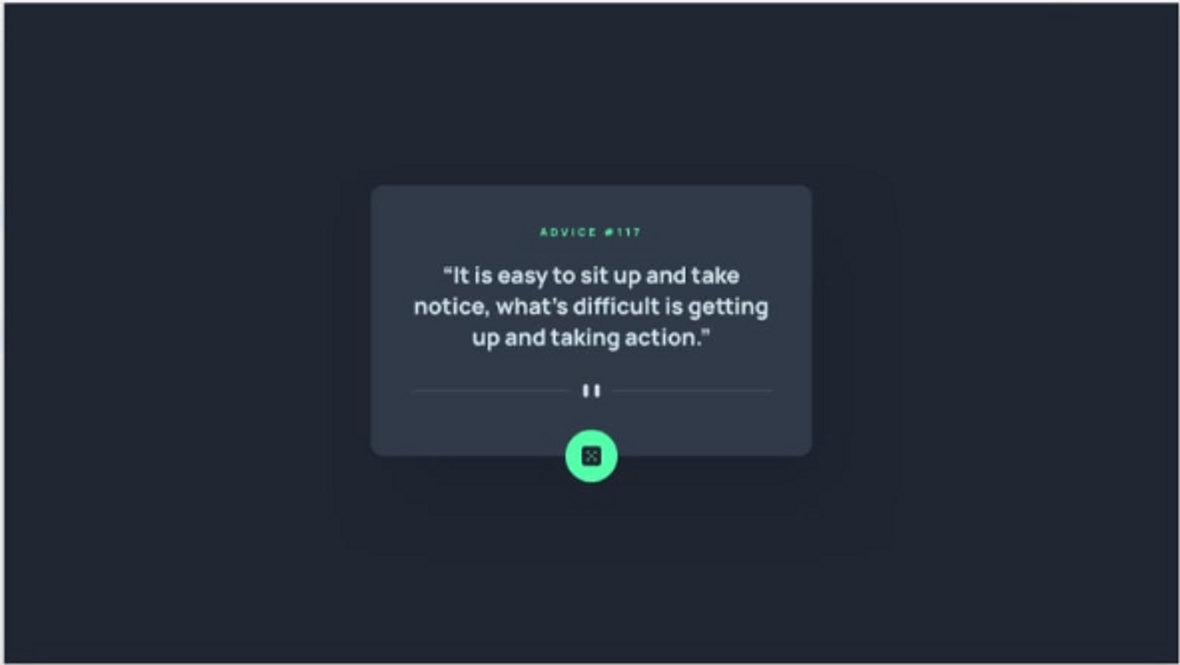 ADVICE #117
“It is easy to sit up and take
notice, what’s difficult is getting
up and taking action.”